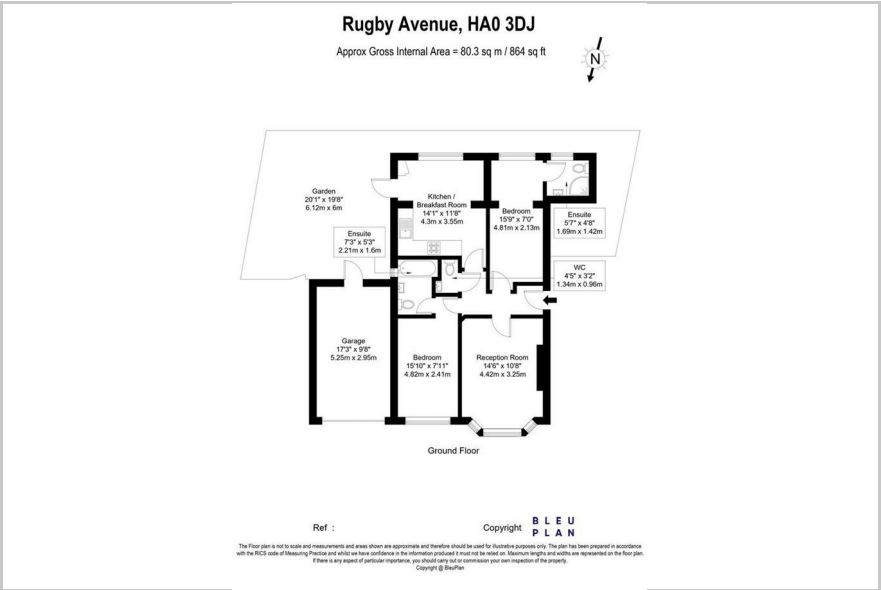 Rugby Avenue, HA0 3DJ
Approx Gross Internal Area = 80.3 sq m / 864 sq ft
N
Garden
20'1" x 19'8"
6.12m x 6m
Kitchen /
Breakfast Room
14'1" x 11'8"
4.3m x 3.55m
Bedroom
15'9" x 7'0"
4.81m x 2.13m
Ensuite
5'7" x 4'8"
1.69m x 1.42m
Ensuite
7'3" x 5'3"
2.21m x 1.6m
WC
4'5" x 3'2"
1.34m x 0.96m
Garage
17'3" x 9'8"
5.25m x 2.95m
Bedroom
15'10" x 7'11"
4.82m x 2.41m
Reception Room
14'6" x 10'8"
4.42m x 3.25m
Ground Floor
Ref :
Copyright
BLEU
PLAN
The Floor plan is not to scale and measurements and areas shown are approximate and therefore should be used for illustrative purposes only. The plan has been prepared in accordance
with the RICS code of Measuring Practice and whilst we have confidence in the information produced it must not be relied on. Maximum lengths and widths are represented on the floor plan.
If there is any aspect of particular importance, you should carry out or commission your own inspection of the property.
Copyright @ BleuPlan